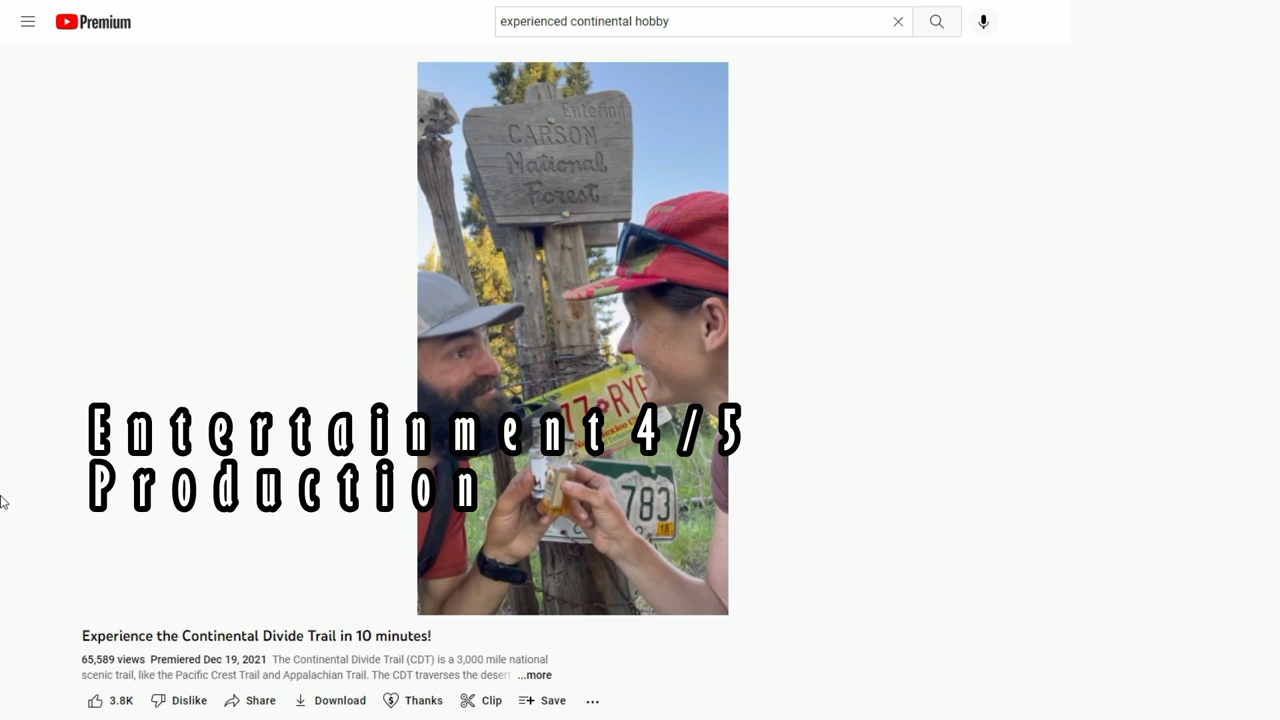 Premium
experienced continental hobby
Entering
CARSON
National
Forest
Entertainment 4/5
Production
783
18
Experience the Continental Divide Trail in 10 minutes!
65,589 views Premiered Dec 19, 2021 The Continental Divide Trail (CDT) is a 3,000 mile national
scenic trail, like the Pacific Crest Trail and Appalachian Trail. The CDT traverses the desert ...more
3.8K Dislike Share Download Thanks Clip Save